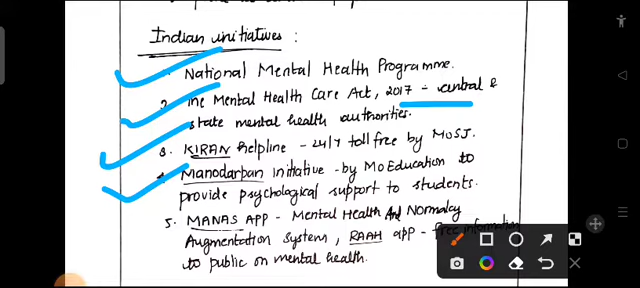 Indian initiatives :
1. National Mental Health Programme.
2. The Mental Health Care Act, 2017 - central &
state mental health authorities.
3. KIRAN helpline - 24/7 toll free by MoSJ.
4. Manodarpan initiative - by MoEducation to
provide psychological support to students.
5. MANAS APP - Mental Health And Normalcy
Augmentation System, RAAH app - free information
to public on mental health.